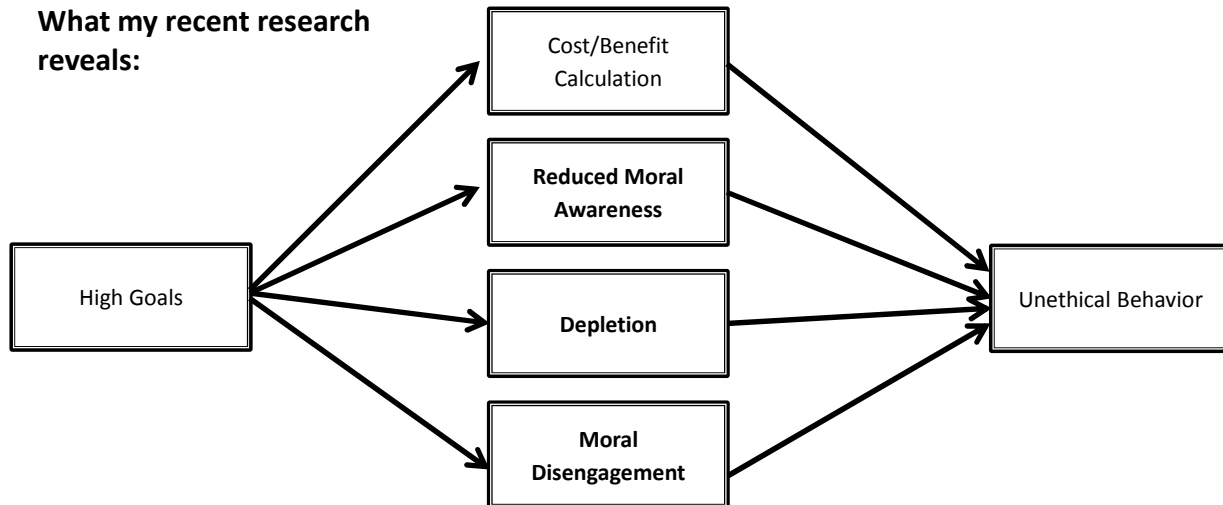 What my recent research
reveals:
Cost/Benefit
Calculation
Reduced Moral
Awareness
High Goals
Unethical Behavior
Depletion
Moral
Disengagement